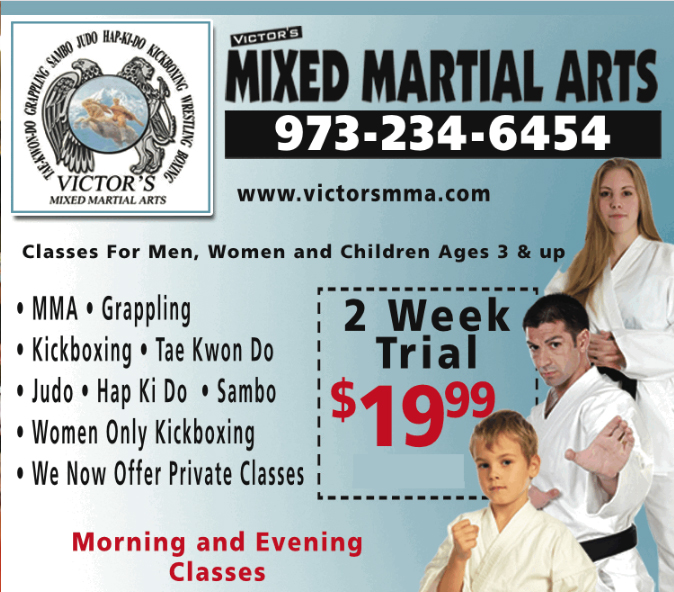 VICTOR'S
MIXED MARTIAL ARTS
973-234-6454
www.victorsmma.com
TAE-KWON-DO GRAPPLING SAMBO JUDO HAP-KI-DO KICKBOXING WRESTLING BOXING
VICTOR'S
MIXED MARTIAL ARTS
Classes For Men, Women and Children Ages 3 & up
• MMA • Grappling
• Kickboxing • Tae Kwon Do
• Judo • Hap Ki Do • Sambo
• Women Only Kickboxing
• We Now Offer Private Classes
2 Week
Trial
$1999
Morning and Evening
Classes